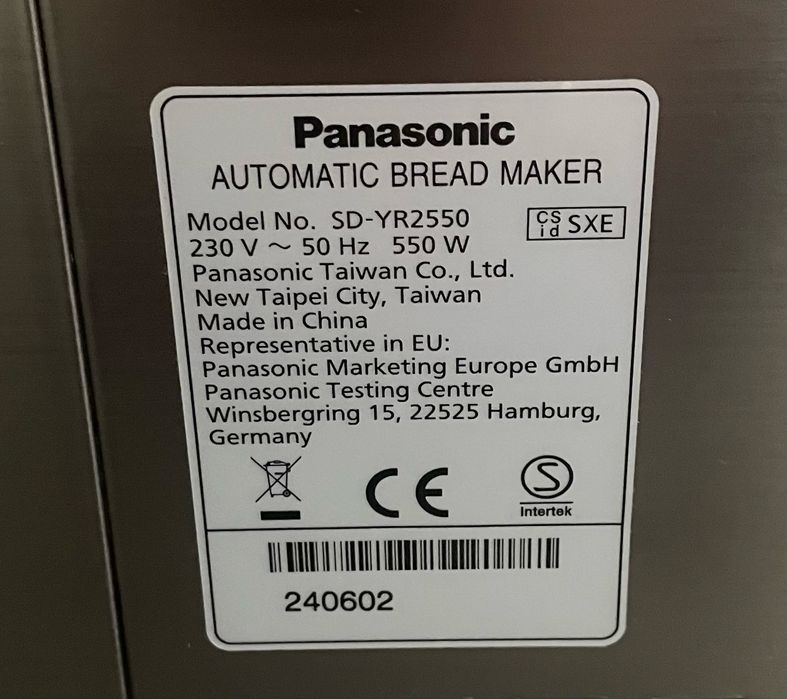 Panasonic
AUTOMATIC BREAD MAKER
Model No. SD-YR2550
CS
id SXE
230 V ~ 50 Hz 550 W
Panasonic Taiwan Co., Ltd.
New Taipei City, Taiwan
Made in China
Representative in EU:
Panasonic Marketing Europe GmbH
Panasonic Testing Centre
Winsbergring 15, 22525 Hamburg,
Germany
CE
S
Intertek
240602